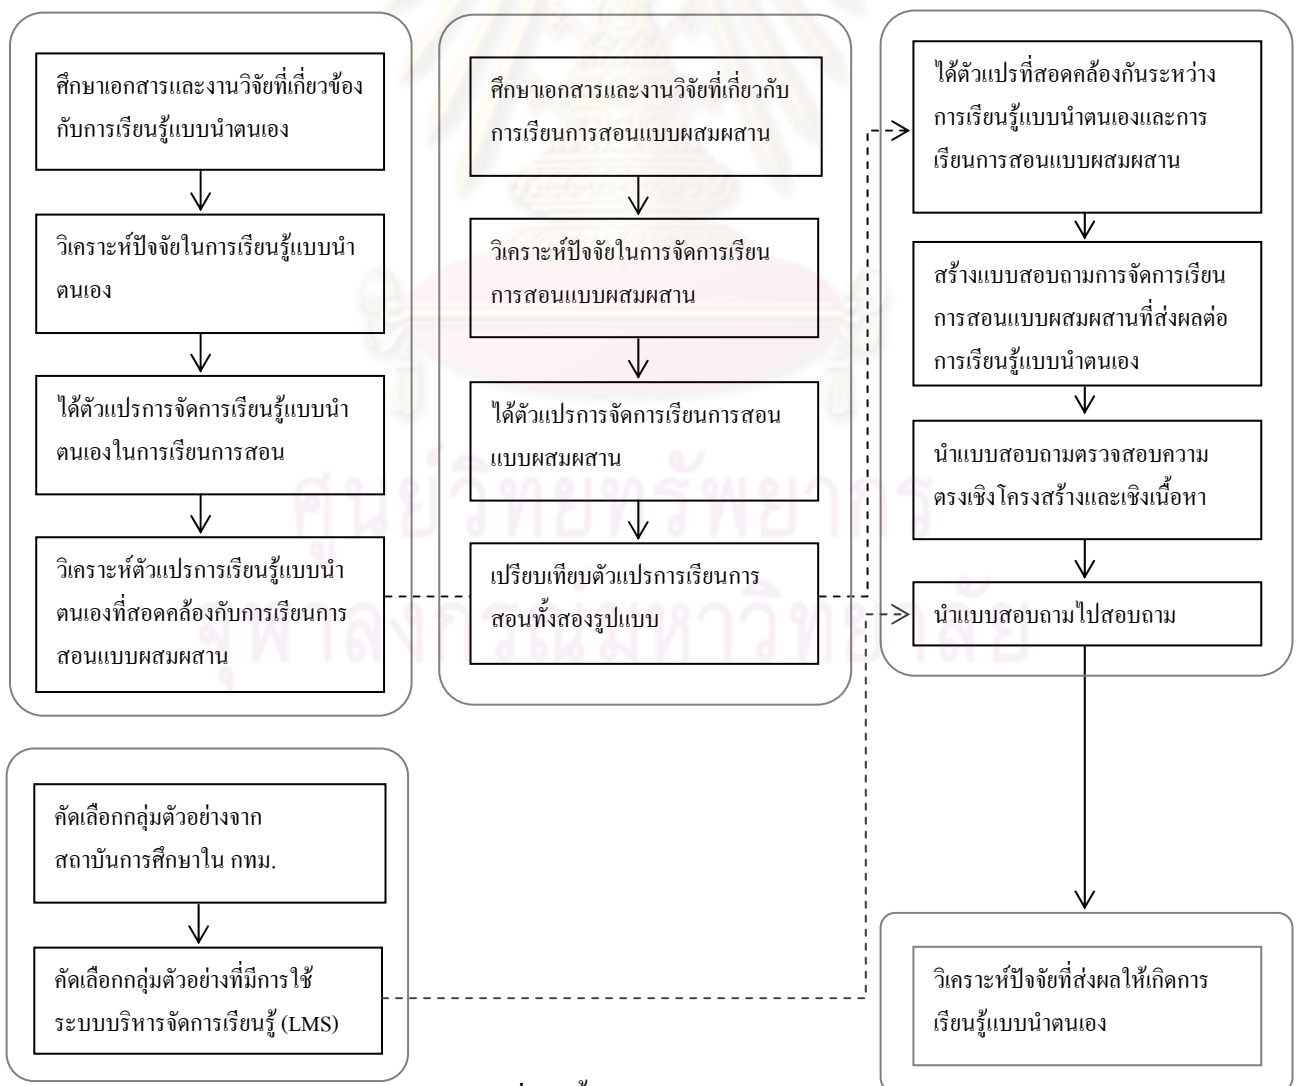 ศึกษาเอกสารและงานวิจัยที่เกี่ยวข้อง
กับการเรียนรู้แบบนำตนเอง
วิเคราะห์ปัจจัยในการเรียนรู้แบบนำ
ตนเอง
ได้ตัวแปรการจัดการเรียนรู้แบบนำ
ตนเองในการเรียนการสอน
วิเคราะห์ตัวแปรการเรียนรู้แบบนำ
ตนเองที่สอดคล้องกับการเรียนการ
สอนแบบผสมผสาน
ศึกษาเอกสารและงานวิจัยที่เกี่ยวกับ
การเรียนการสอนแบบผสมผสาน
วิเคราะห์ปัจจัยในการจัดการเรียน
การสอนแบบผสมผสาน
ได้ตัวแปรการจัดการเรียนการสอน
แบบผสมผสาน
เปรียบเทียบตัวแปรการเรียนการ
สอนทั้งสองรูปแบบ
ได้ตัวแปรที่สอดคล้องกันระหว่าง
การเรียนรู้แบบนำตนเองและการ
เรียนการสอนแบบผสมผสาน
สร้างแบบสอบถามการจัดการเรียน
การสอนแบบผสมผสานที่ส่งผลต่อ
การเรียนรู้แบบนำตนเอง
นำแบบสอบถามตรวจสอบความ
ตรงเชิงโครงสร้างและเชิงเนื้อหา
นำแบบสอบถามไปสอบถาม
คัดเลือกกลุ่มตัวอย่างจาก
สถาบันการศึกษาใน กทม.
คัดเลือกกลุ่มตัวอย่างที่มีการใช้
ระบบบริหารจัดการเรียนรู้ (LMS)
วิเคราะห์ปัจจัยที่ส่งผลให้เกิดการ
เรียนรู้แบบนำตนเอง
ศูนย์วิทยทรัพยากร
จุฬาลงกรณ์มหาวิทยาลัย